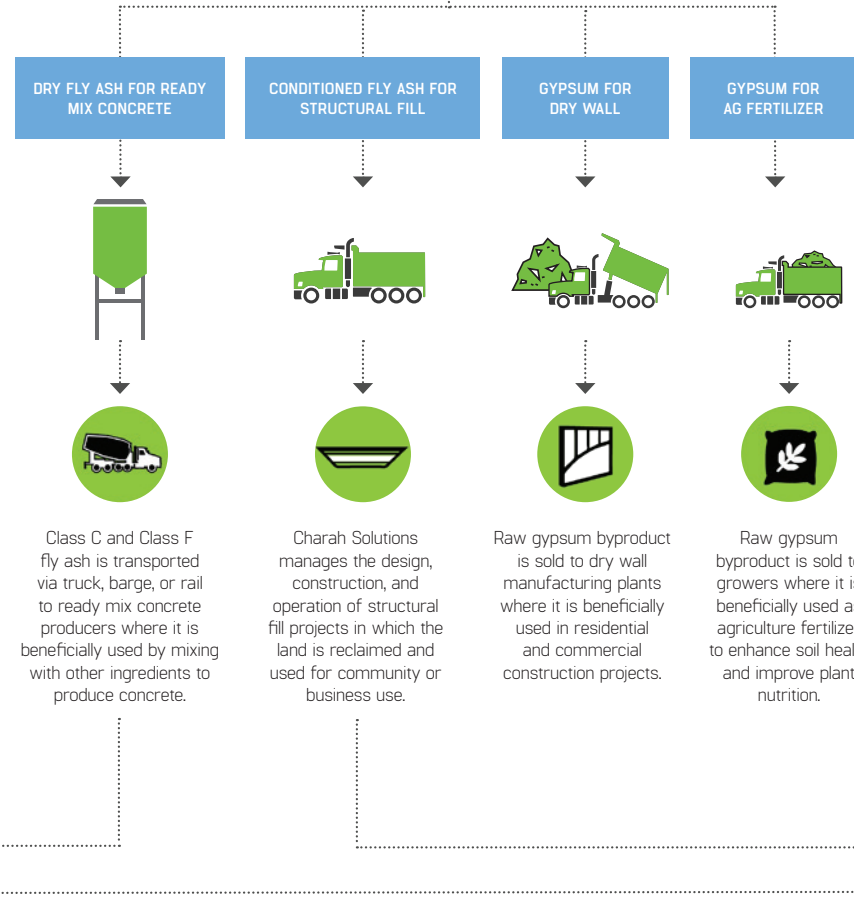 DRY FLY ASH FOR READY
MIX CONCRETE
CONDITIONED FLY ASH FOR
STRUCTURAL FILL
GYPSUM FOR
DRY WALL
GYPSUM FOR
AG FERTILIZER
Class C and Class F
fly ash is transported
via truck, barge, or rail
to ready mix concrete
producers where it is
beneficially used by mixing
with other ingredients to
produce concrete.
Charah Solutions
manages the design,
construction, and
operation of structural
fill projects in which the
land is reclaimed and
used for community or
business use.
Raw gypsum byproduct
is sold to dry wall
manufacturing plants
where it is beneficially
used in residential
and commercial
construction projects.
Raw gypsum
byproduct is sold to
growers where it is
beneficially used a
agriculture fertilize
to enhance soil heal
and improve plant
nutrition.